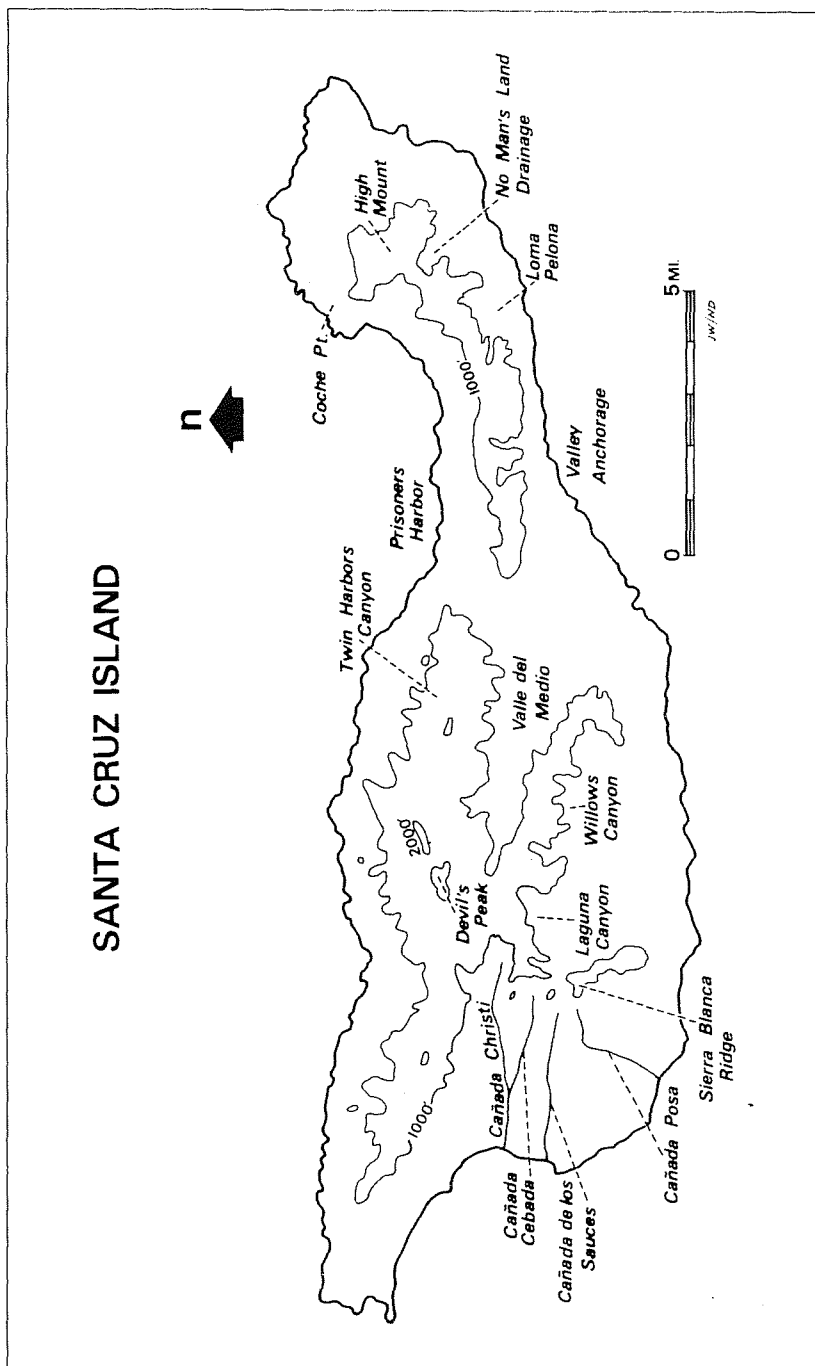 SANTA CRUZ ISLAND
n
Coche Pt.
High
Mount
No Man's Land
Drainage
Loma
Pelona
1000'
Prisoners
Harbor
Valley
Anchorage
Twin Harbors
Canyon
Valle del
Medio
2000'
Devil's
Peak
Willows
Canyon
Laguna
Canyon
Sierra Blanca
Ridge
1000'
Cañada Christi
Cañada
Cebada
Cañada de los
Sauces
Cañada Posa
0
5 MI.
JW/ND